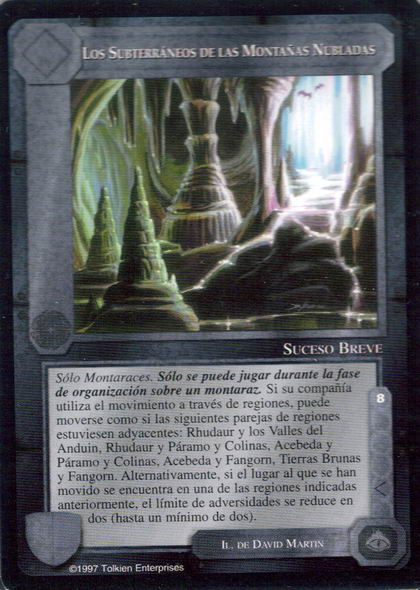 Los Subterráneos de las Montañas Nubladas
Suceso Breve
Sólo Montaraces. Sólo se puede jugar durante la fase
de organización sobre un montaraz. Si su compañía
utiliza el movimiento a través de regiones, puede
moverse como si las siguientes parejas de regiones
estuviesen adyacentes: Rhudaur y los Valles del
Anduin, Rhudaur y Páramo y Colinas, Acebeda y
Páramo y Colinas, Acebeda y Fangorn, Tierras Brunas
y Fangorn. Alternativamente, si el lugar al que se han
movido se encuentra en una de las regiones indicadas
anteriormente, el límite de adversidades se reduce en
dos (hasta un mínimo de dos).
8
Il. de David Martin
©1997 Tolkien Enterprises